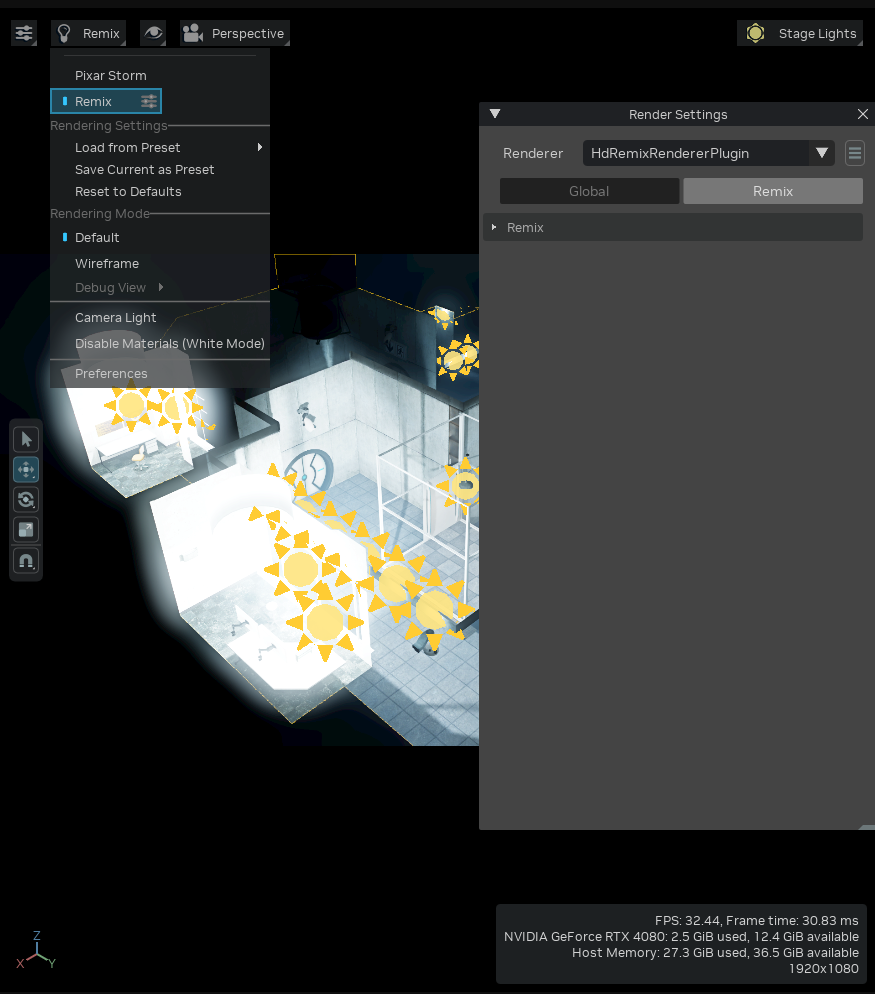 Remix
Perspective
Stage Lights
Pixar Storm
Remix
Rendering Settings
Load from Preset
Save Current as Preset
Reset to Defaults
Rendering Mode
Default
Wireframe
Debug View
Camera Light
Disable Materials (White Mode)
Preferences
Render Settings
Renderer
HdRemixRendererPlugin
Global
Remix
Remix
Z
X
Y
FPS: 32.44, Frame time: 30.83 ms
NVIDIA GeForce RTX 4080: 2.5 GiB used, 12.4 GiB available
Host Memory: 27.3 GiB used, 36.5 GiB available
1920x1080